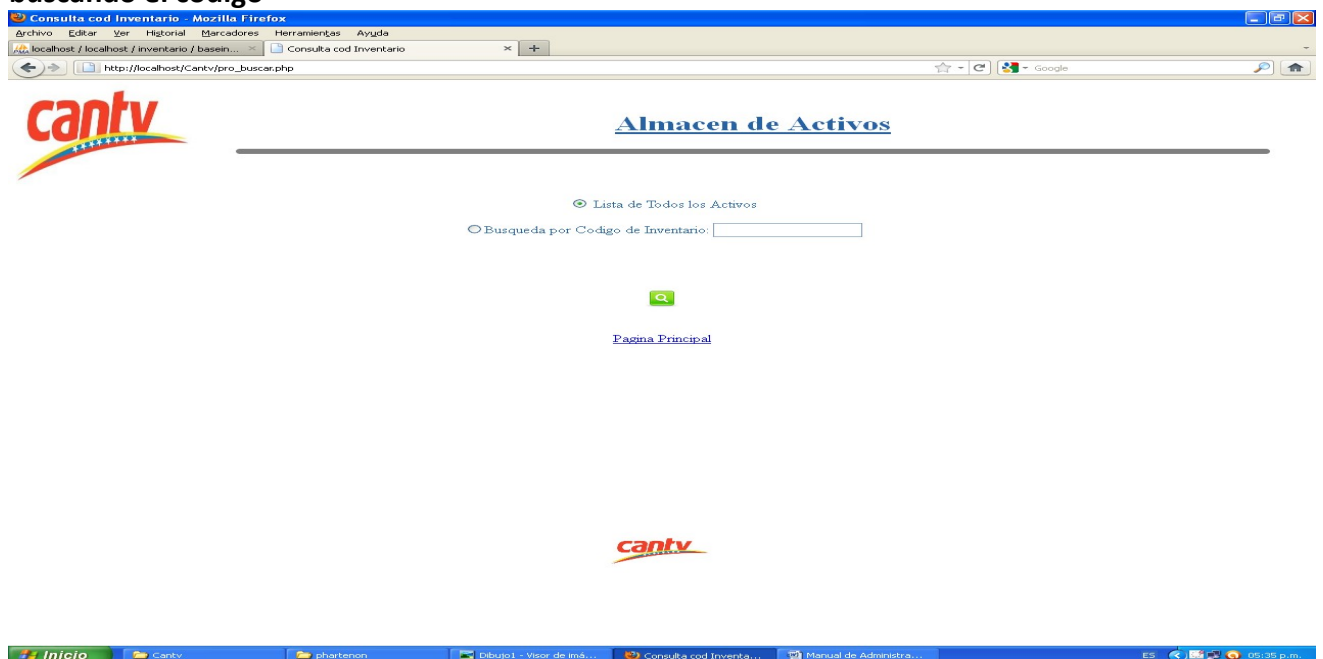 buscando el código
Consulta cod Inventario - Mozilla Firefox
Archivo Editar Ver Historial Marcadores Herramientas Ayuda
localhost / localhost / inventario / basein... Consulta cod Inventario
http://localhost/Cantv/pro_buscar.php Google
cantv
Almacen de Activos
Lista de Todos los Activos
Busqueda por Codigo de Inventario:
Pagina Principal
cantv
Inicio Cantv phartenon Dibujo1 - Visor de imá... Consulta cod Inventa... Manual de Administra... ES 05:35 p.m.